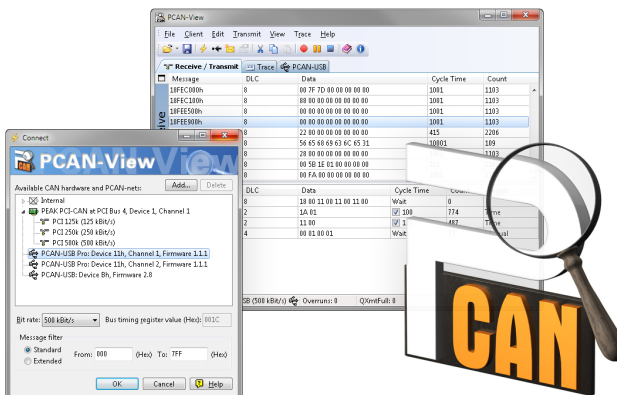 PCAN-View
File Client Edit Transmit View Trace Help
Receive / Transmit Trace PCAN-USB
Message DLC Data Cycle Time Count
18FEC000h 8 00 7F 7D 00 00 00 00 00 1001 1103
18FEC100h 8 88 00 00 00 00 00 00 00 1001 1103
18FEE500h 8 00 00 00 00 00 00 00 00 1001 1103
18FEE900h 8 00 00 00 00 00 00 00 00 1001 1103
8 22 00 00 00 00 00 00 00 415 2206
8 56 65 68 69 63 6C 65 31 10001 109
8 28 00 00 00 00 00 00 00 1103
8 00 5B 1E 01 00 00 00 00
8 00 FA 00 00 00 00 00 00
DLC Data Cycle Time Count
8 18 00 11 00 11 00 11 00 Wait 0
2 1A 01 100 774 Time
2 11 00 1 487 Time
4 00 01 00 01 Wait
SB (500 kBit/s) Overruns: 0 QXmtFull: 0
Connect
PCAN-View
Available CAN hardware and PCAN-nets: Add... Delete
Internal
PEAK PCI-CAN at PCI Bus 4, Device 1, Channel 1
PCI 125k (125 kBit/s)
PCI 250k (250 kBit/s)
PCI 500k (500 kBit/s)
PCAN-USB Pro: Device 11h, Channel 1, Firmware 1.1.1
PCAN-USB Pro: Device 11h, Channel 2, Firmware 1.1.1
PCAN-USB: Device Bh, Firmware 2.8
Bit rate: 500 kBit/s Bus timing register value (Hex): 001C
Message filter
Standard
Extended
From: 000 (Hex) To: 7FF (Hex)
OK Cancel Help
CAN